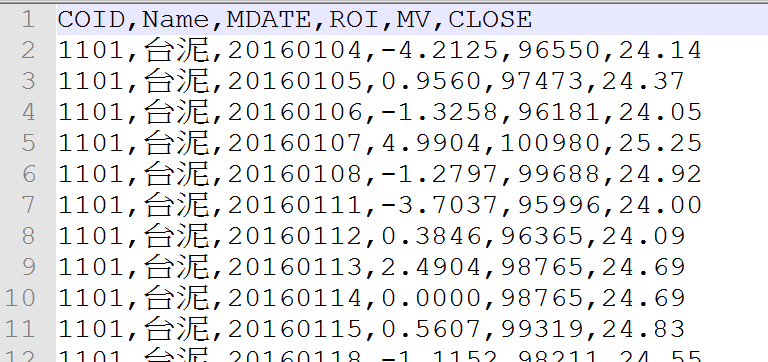 1 COID,Name,MDATE,ROI,MV,CLOSE
2 1101,台泥,20160104,-4.2125,96550,24.14
3 1101,台泥,20160105,0.9560,97473,24.37
4 1101,台泥,20160106,-1.3258,96181,24.05
5 1101,台泥,20160107,4.9904,100980,25.25
6 1101,台泥,20160108,-1.2797,99688,24.92
7 1101,台泥,20160111,-3.7037,95996,24.00
8 1101,台泥,20160112,0.3846,96365,24.09
9 1101,台泥,20160113,2.4904,98765,24.69
10 1101,台泥,20160114,0.0000,98765,24.69
11 1101,台泥,20160115,0.5607,99319,24.83
12 1101,台泥,20160118,-1.1152,98211,24.55